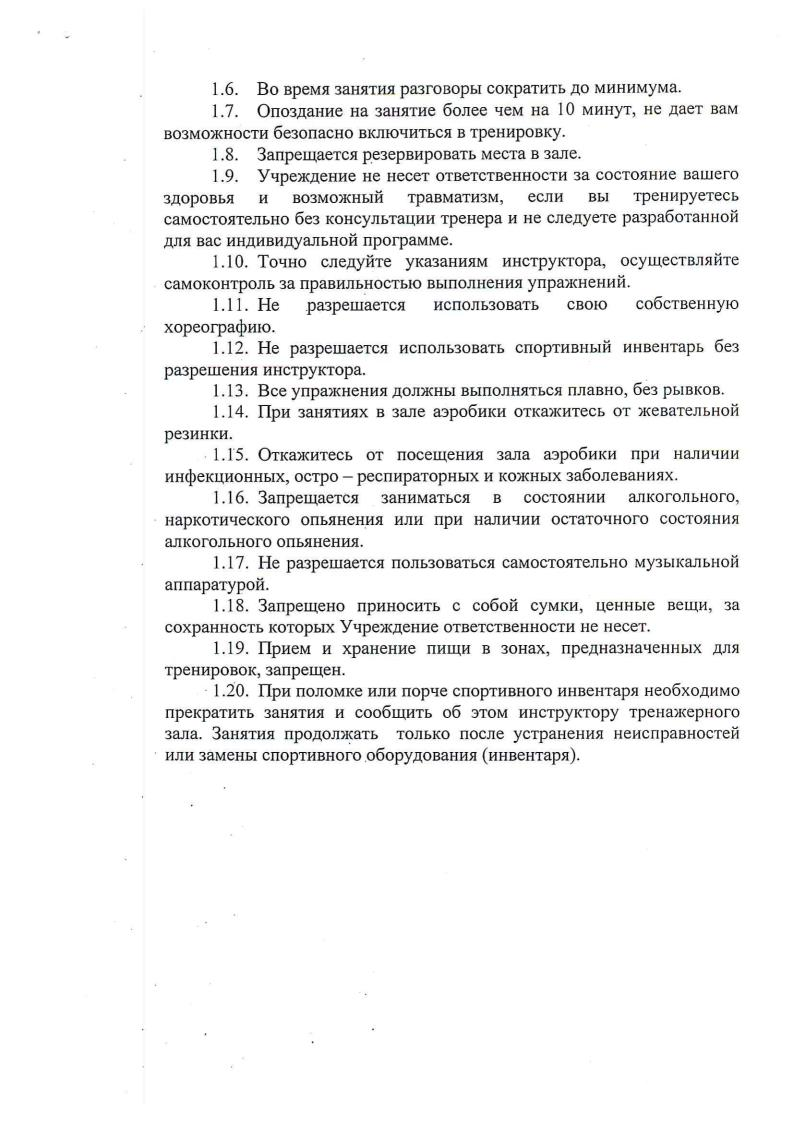 1.6. Во время занятия разговоры сократить до минимума.
1.7. Опоздание на занятие более чем на 10 минут, не дает вам
возможности безопасно включиться в тренировку.
1.8. Запрещается резервировать места в зале.
1.9. Учреждение не несет ответственности за состояние вашего
здоровья и возможный травматизм, если вы тренируетесь
самостоятельно без консультации тренера и не следуете разработанной
для вас индивидуальной программе.
1.10. Точно следуйте указаниям инструктора, осуществляйте
самоконтроль за правильностью выполнения упражнений.
1.11. Не разрешается использовать свою собственную
хореографию.
1.12. Не разрешается использовать спортивный инвентарь без
разрешения инструктора.
1.13. Все упражнения должны выполняться плавно, без рывков.
1.14. При занятиях в зале аэробики откажитесь от жевательной
резинки.
1.15. Откажитесь от посещения зала аэробики при наличии
инфекционных, остро – респираторных и кожных заболеваниях.
1.16. Запрещается заниматься в состоянии алкогольного,
наркотического опьянения или при наличии остаточного состояния
алкогольного опьянения.
1.17. Не разрешается пользоваться самостоятельно музыкальной
аппаратурой.
1.18. Запрещено приносить с собой сумки, ценные вещи, за
сохранность которых Учреждение ответственности не несет.
1.19. Прием и хранение пищи в зонах, предназначенных для
тренировок, запрещен.
1.20. При поломке или порче спортивного инвентаря необходимо
прекратить занятия и сообщить об этом инструктору тренажерного
зала. Занятия продолжать только после устранения неисправностей
или замены спортивного оборудования (инвентаря).